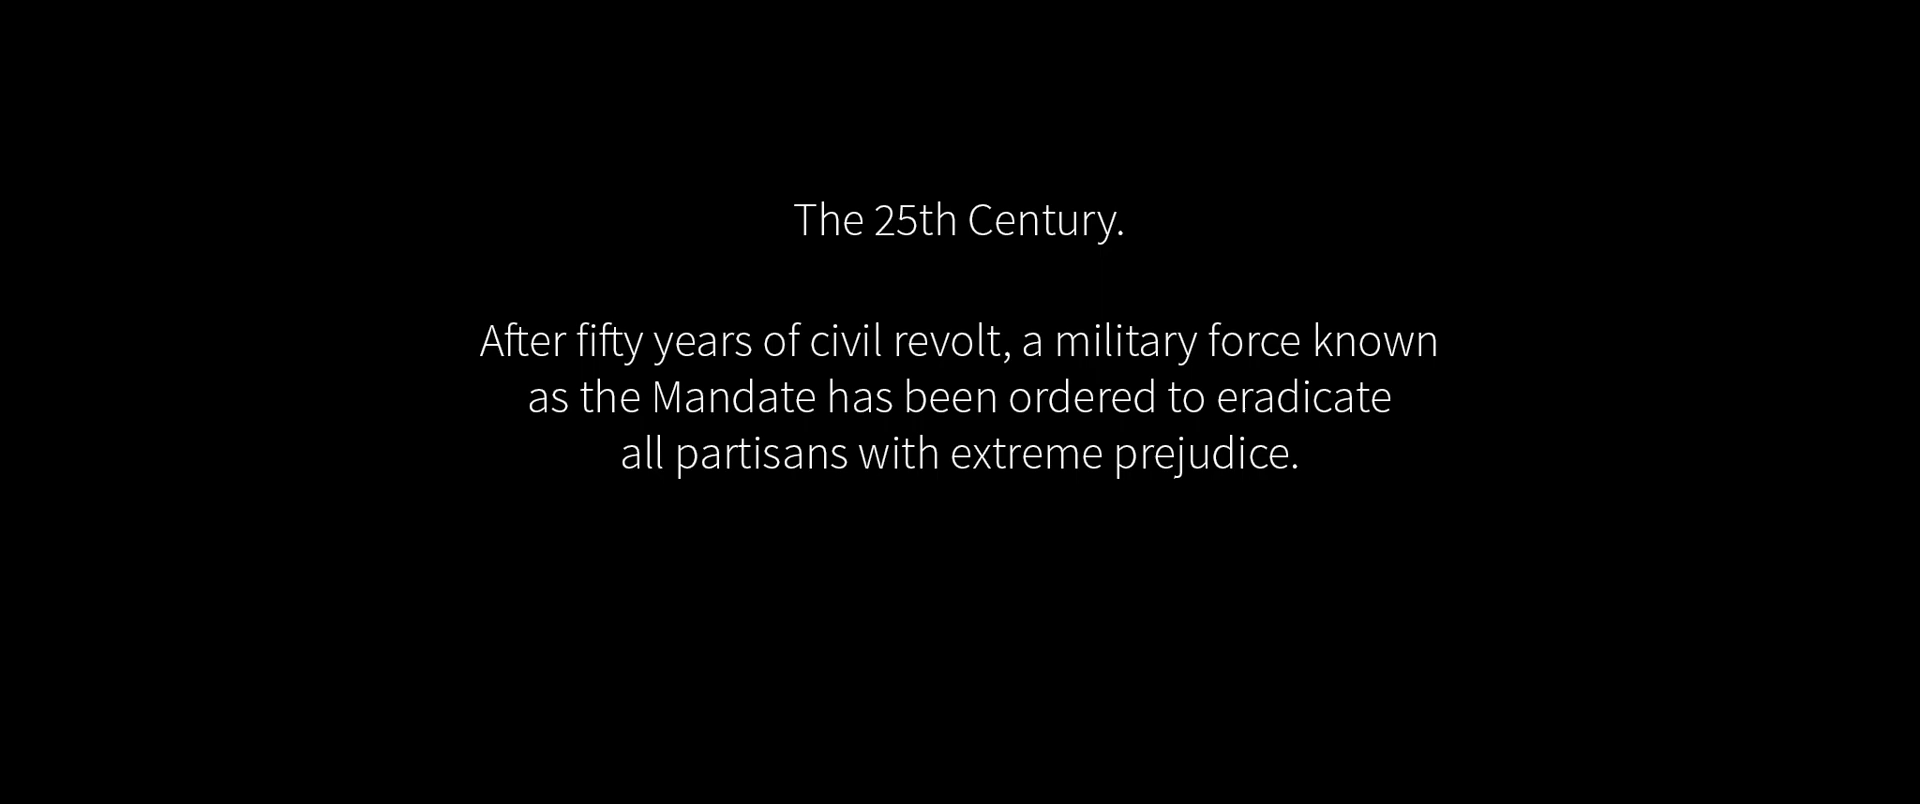 The 25th Century.
After fifty years of civil revolt, a military force known
as the Mandate has been ordered to eradicate
all partisans with extreme prejudice.